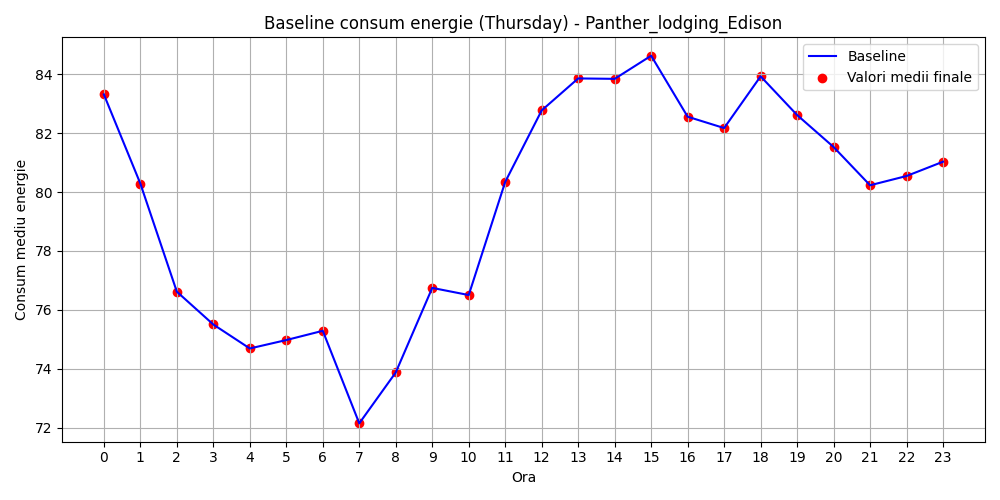 Baseline consum energie (Thursday) - Panther_lodging_Edison
Baseline
Valori medii finale
Consum mediu energie
84
82
80
78
76
74
72
0 1 2 3 4 5 6 7 8 9 10 11 12 13 14 15 16 17 18 19 20 21 22 23
Ora